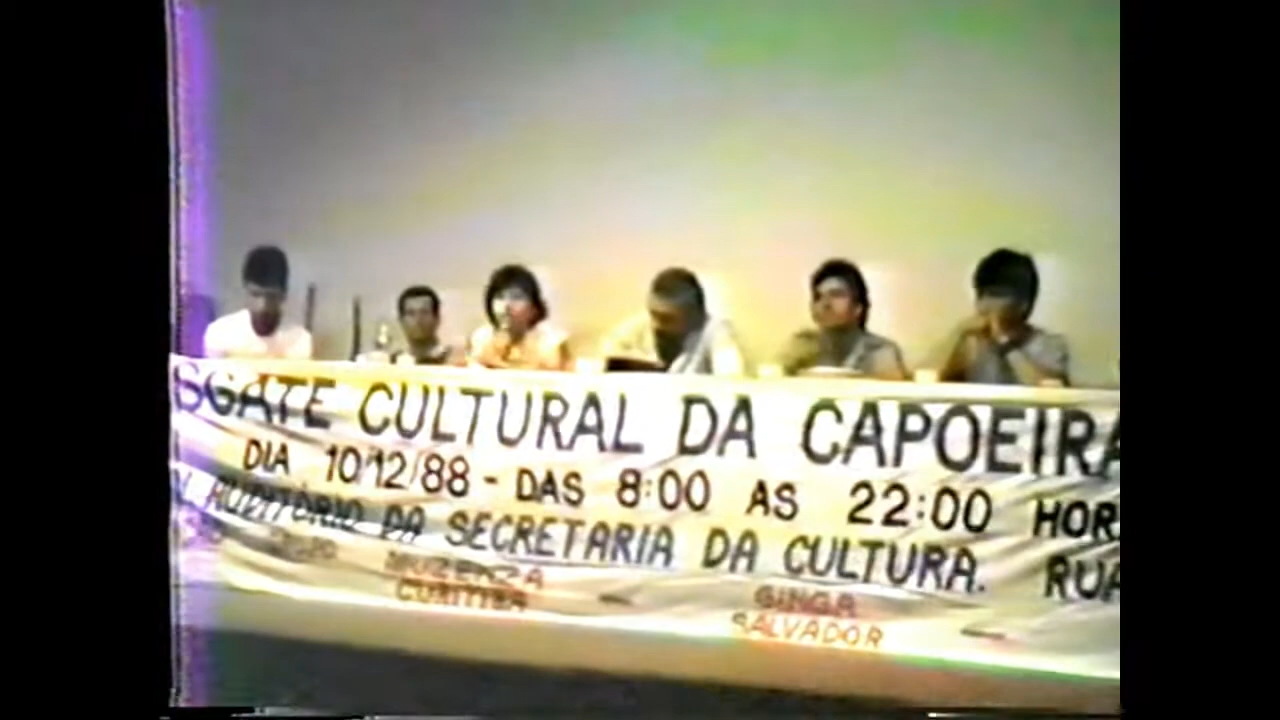 SGATE CULTURAL DA CAPOEIRA
DIA 10/12/88 - DAS 8:00 AS 22:00 HOR
AUDITÓRIO DA SECRETARIA DA CULTURA. RUA
MUZENZA GINGA
CURITIBA - SALVADOR -